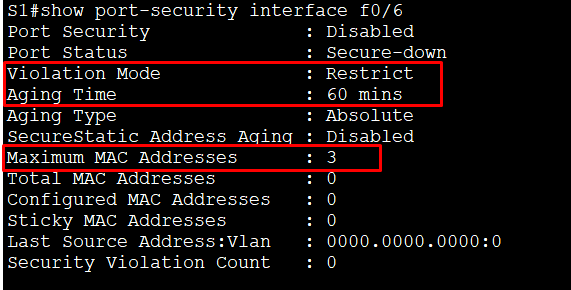 S1#show port-security interface f0/6
Port Security              : Disabled
Port Status                : Secure-down
Violation Mode             : Restrict
Aging Time                 : 60 mins
Aging Type                 : Absolute
SecureStatic Address Aging : Disabled
Maximum MAC Addresses      : 3
Total MAC Addresses        : 0
Configured MAC Addresses   : 0
Sticky MAC Addresses       : 0
Last Source Address:Vlan   : 0000.0000.0000:0
Security Violation Count   : 0